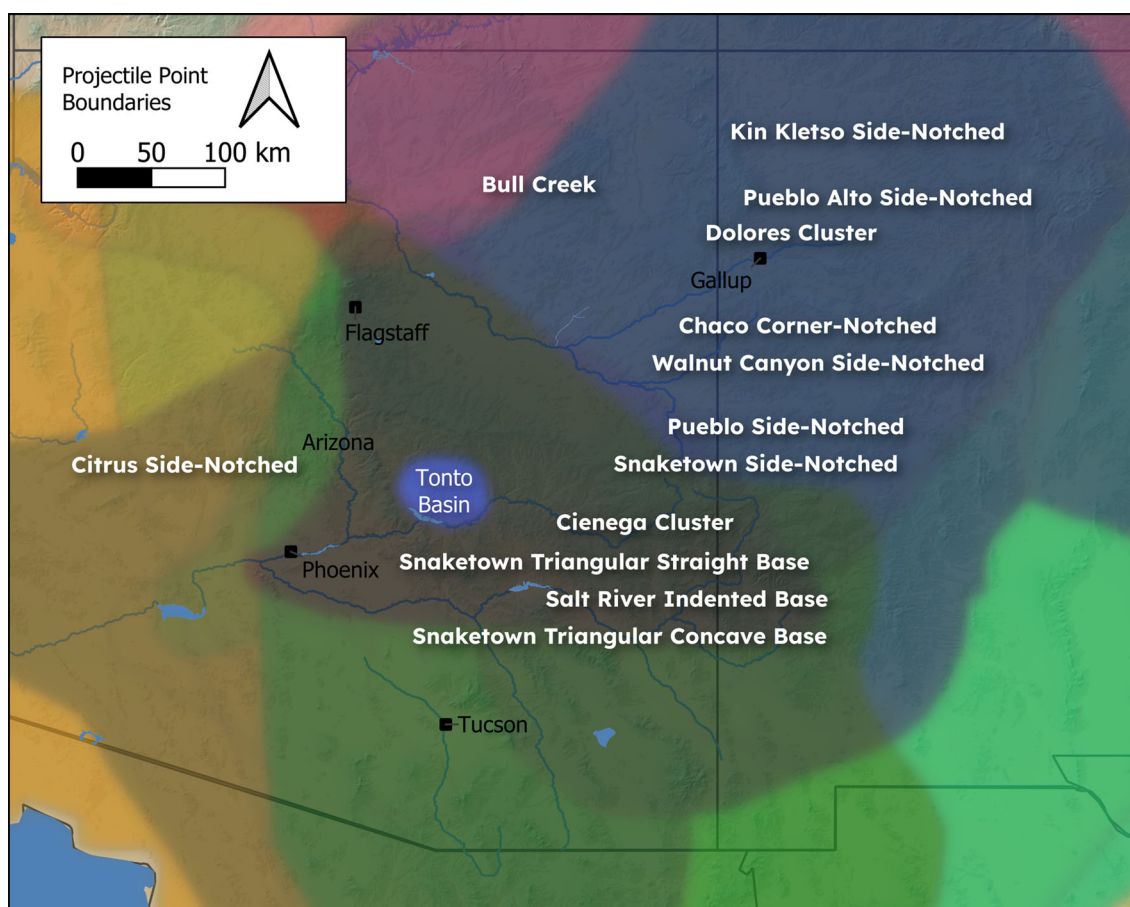 Projectile Point
Boundaries
0 50 100 km
Kin Kletso Side-Notched
Bull Creek
Pueblo Alto Side-Notched
Dolores Cluster
Gallup
Flagstaff
Chaco Corner-Notched
Walnut Canyon Side-Notched
Arizona
Pueblo Side-Notched
Citrus Side-Notched
Snaketown Side-Notched
Tonto
Basin
Cienega Cluster
Phoenix
Snaketown Triangular Straight Base
Salt River Indented Base
Snaketown Triangular Concave Base
Tucson